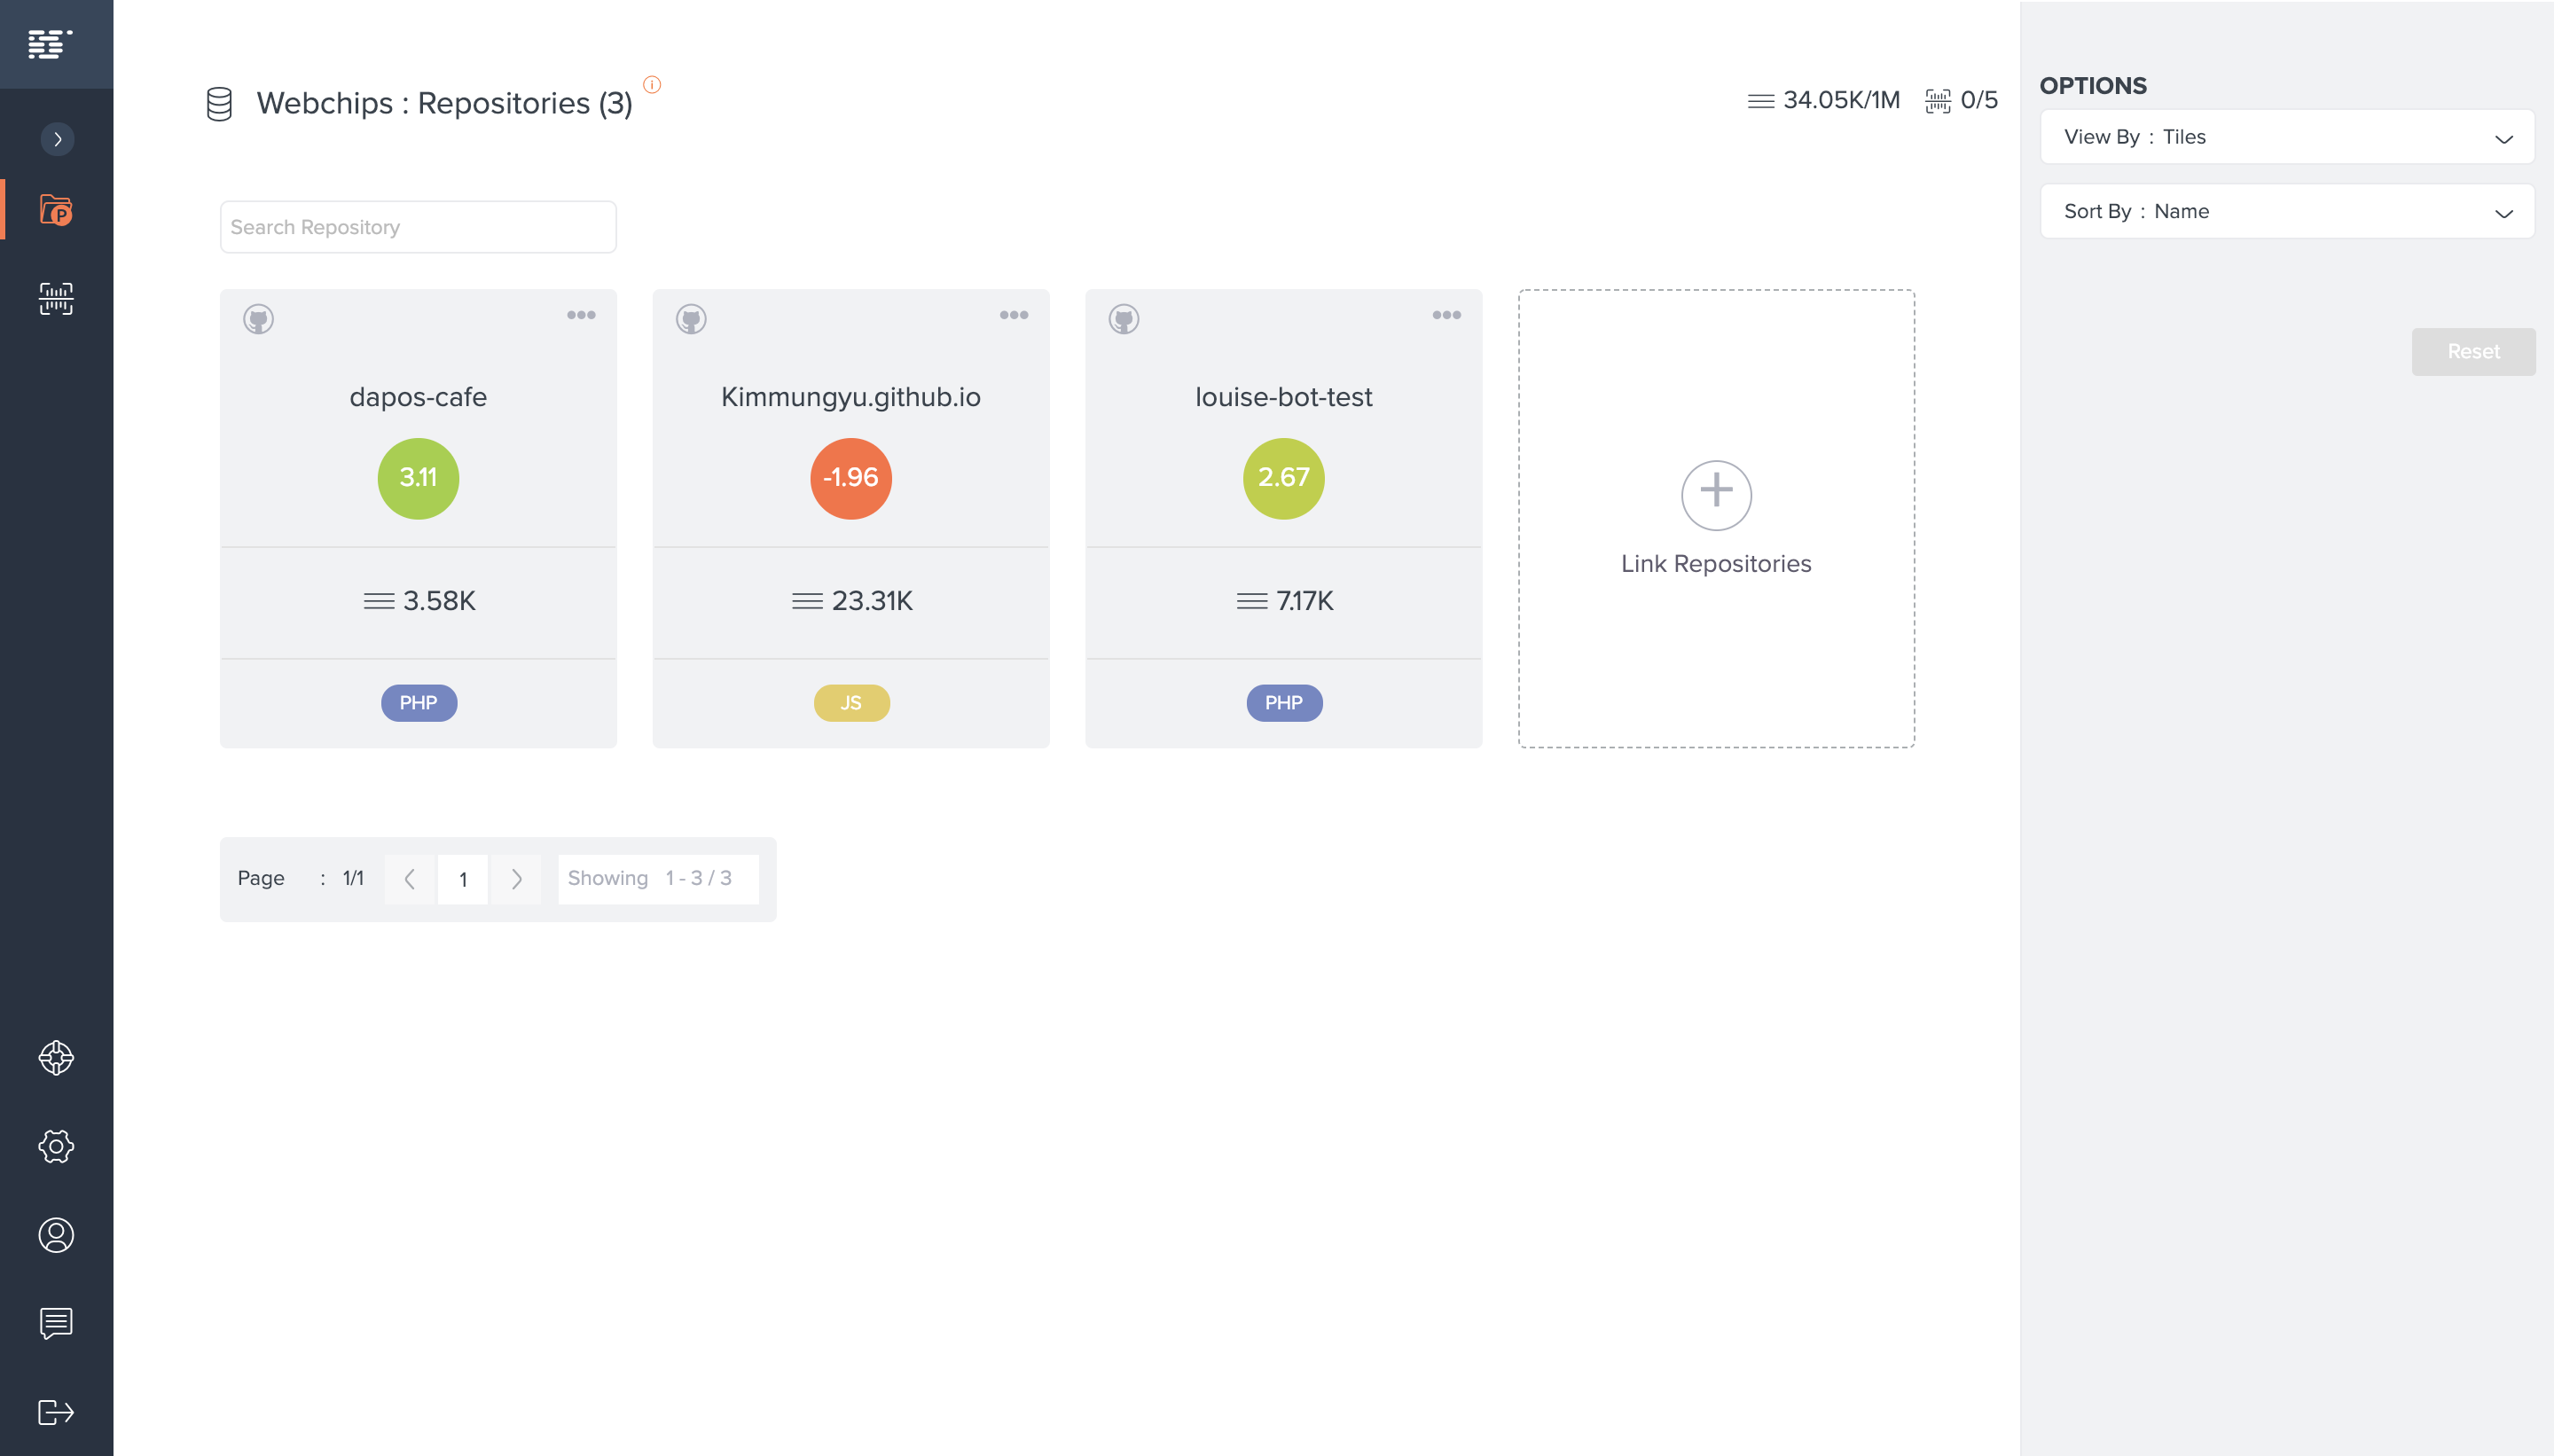 Webchips : Repositories (3)
34.05K/1M 0/5
Search Repository
dapos-cafe
3.11
3.58K
PHP
Kimmungyu.github.io
-1.96
23.31K
JS
louise-bot-test
2.67
7.17K
PHP
Link Repositories
Page : 1/1 1 Showing 1 - 3 / 3
OPTIONS
View By : Tiles
Sort By : Name
Reset
P